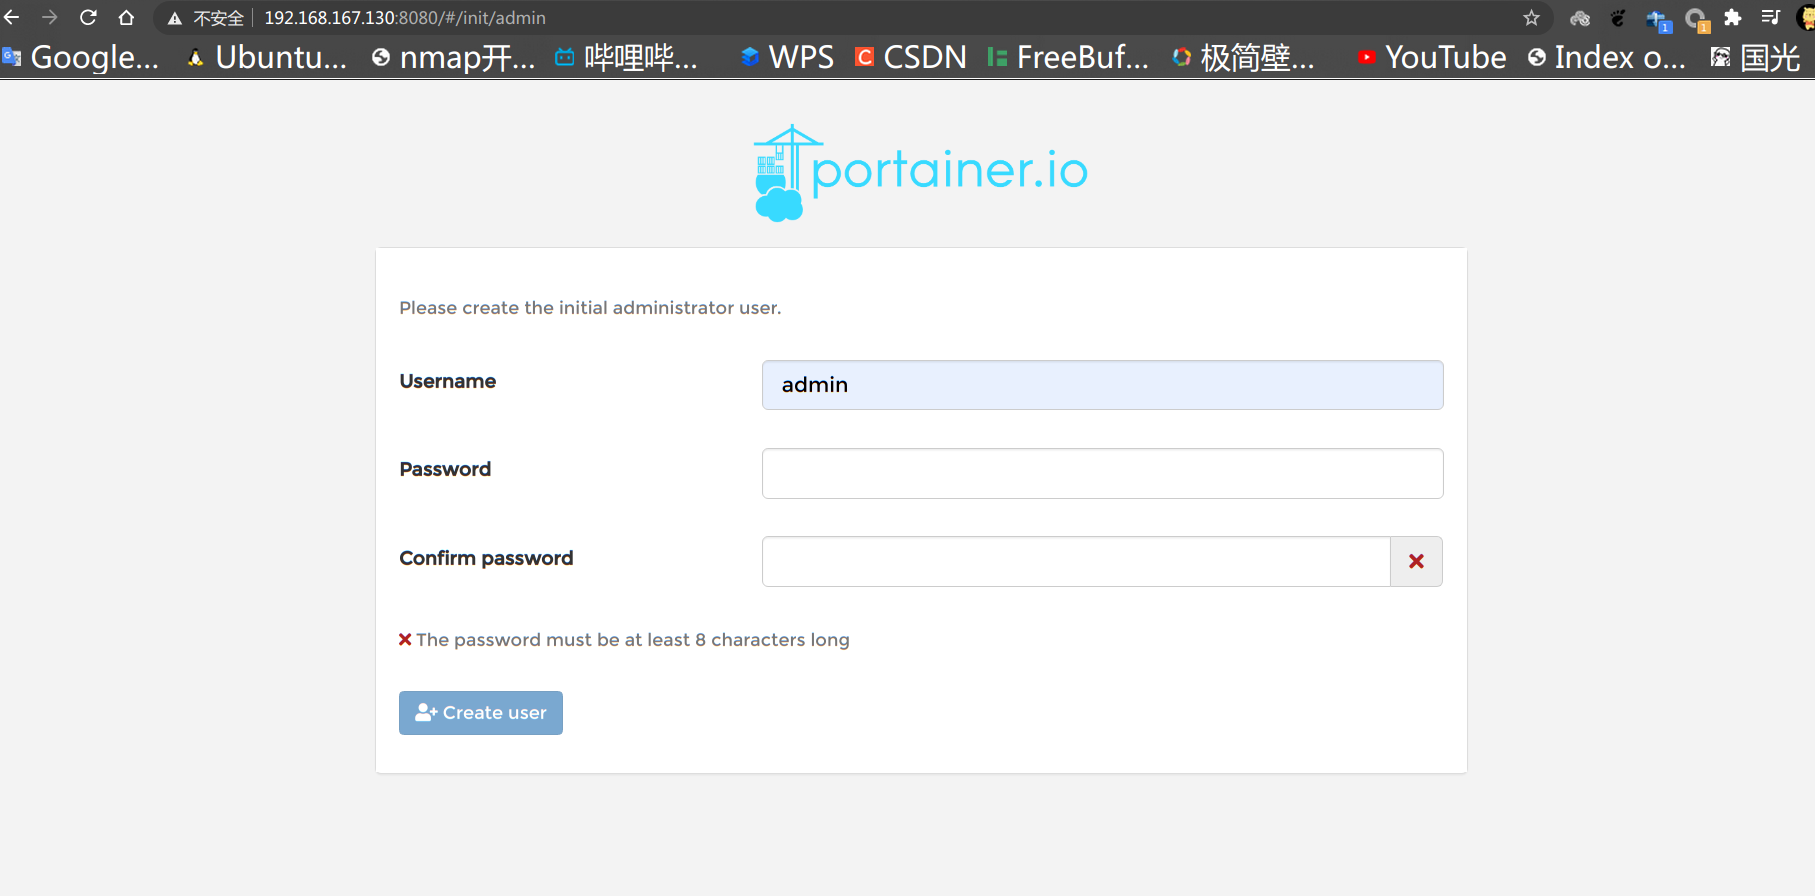 不安全 192.168.167.130:8080/#/init/admin
1 1
Google... Ubuntu... nmap开... 哔哩哔... WPS C CSDN FreeBuf... 极简壁... YouTube Index o... 国光
portainer.io
Please create the initial administrator user.
Username admin
Password
Confirm password
The password must be at least 8 characters long
Create user